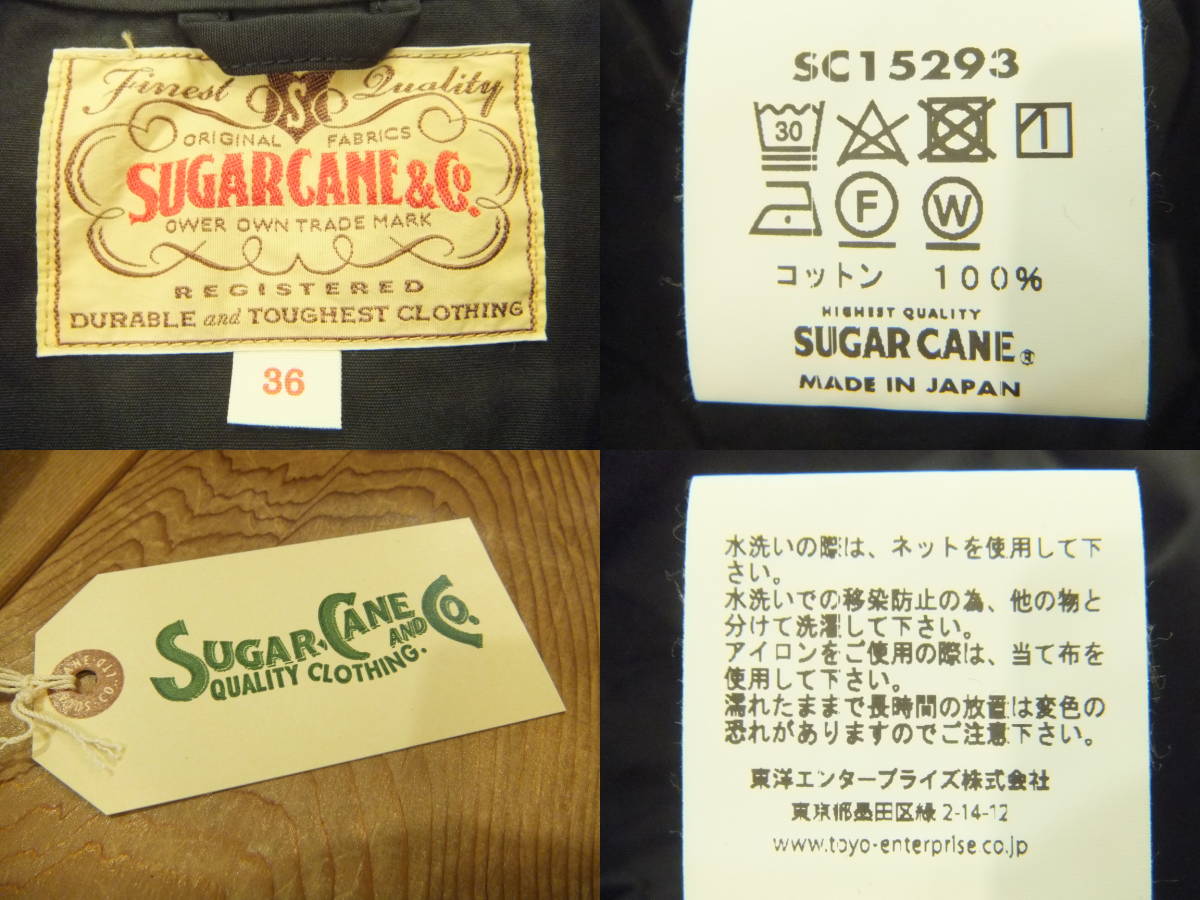 Finest Quality
S
ORIGINAL FABRICS
SUGAR CANE & Co.
OWER OWN TRADE MARK
REGISTERED
DURABLE and TOUGHEST CLOTHING
36
SC15293
30
1
F
W
コットン 100%
HIGHEST QUALITY
SUGAR CANE®
MADE IN JAPAN
SUGAR CANE AND CO.
QUALITY CLOTHING.
水洗いの際は、ネットを使用して下
さい。
水洗いでの移染防止の為、他の物と
分けて洗濯して下さい。
アイロンをご使用の際は、当て布を
使用して下さい。
濡れたままで長時間の放置は変色の
恐れがありますのでご注意下さい。
東洋エンタープライズ株式会社
東京都墨田区緑 2-14-12
www.toyo-enterprise.co.jp